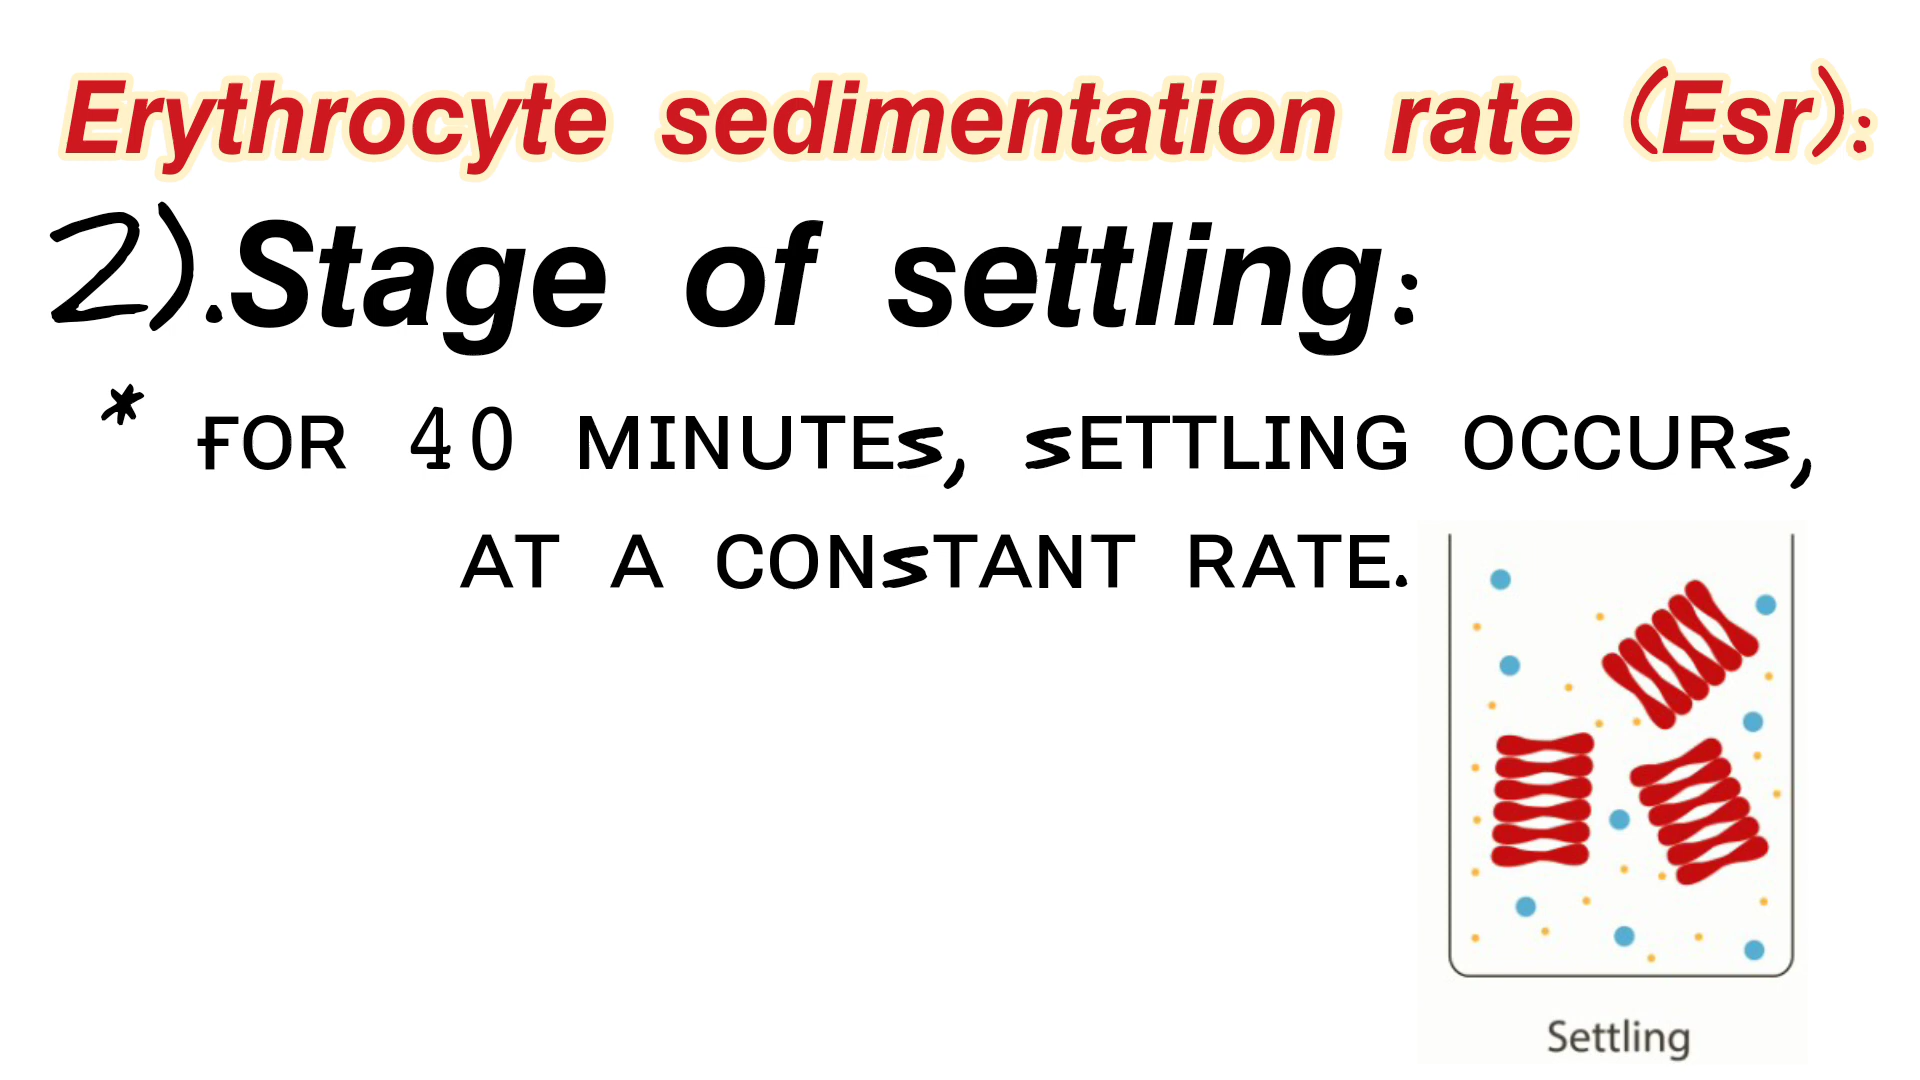 Erythrocyte sedimentation rate (Esr):
2).Stage of settling:
* FOR 40 MINUTES, SETTLING OCCURS,
AT A CONSTANT RATE.
Settling